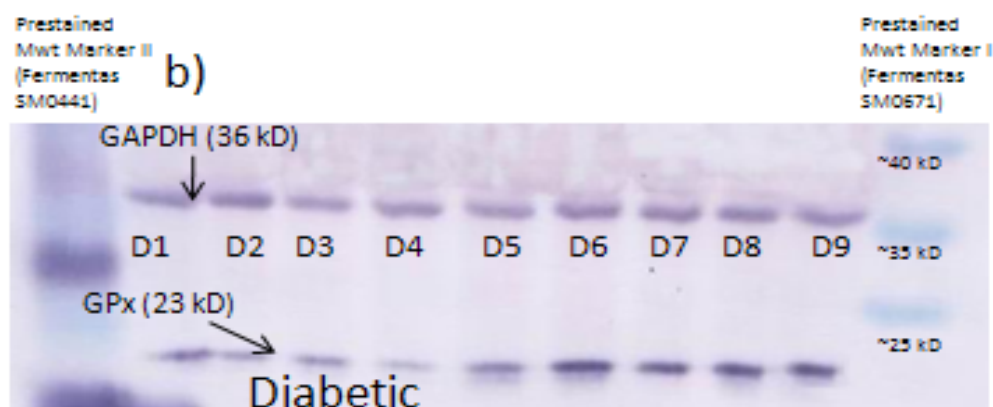 Prestained
Mwt Marker II
(Fermentas
SM0441)
b)
Prestained
Mwt Marker I
(Fermentas
SM0671)
GAPDH (36 kD)
~40 kD
D1 D2 D3 D4 D5 D6 D7 D8 D9
~35 kD
GPx (23 kD)
~25 kD
Diabetic